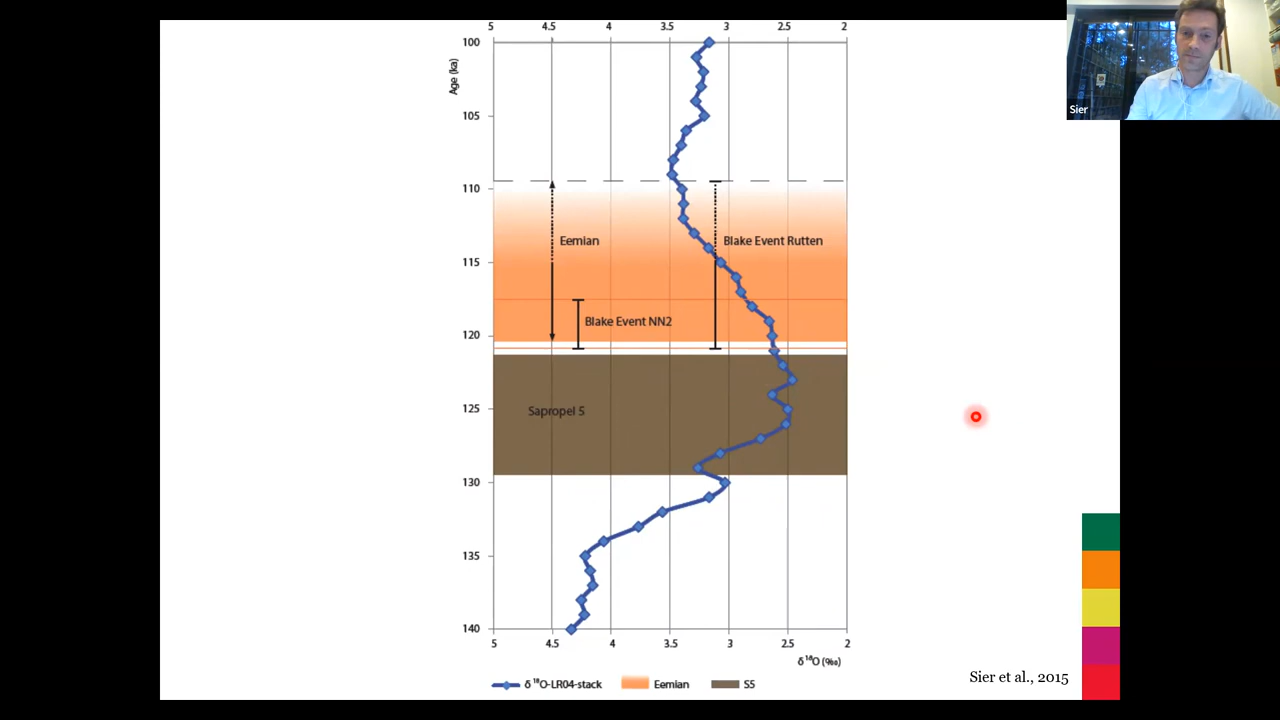 5 4.5 4 3.5 3 2.5 2
100
Age (ka)
Sier
105
110
Eemian
Blake Event Rutten
115
Blake Event NN2
120
Sapropel 5
125
130
135
140
5 4.5 4 3.5 3 2.5 2
δ ¹⁸O (‰)
δ ¹⁸O-LR04-stack Eemian S5
Sier et al., 2015